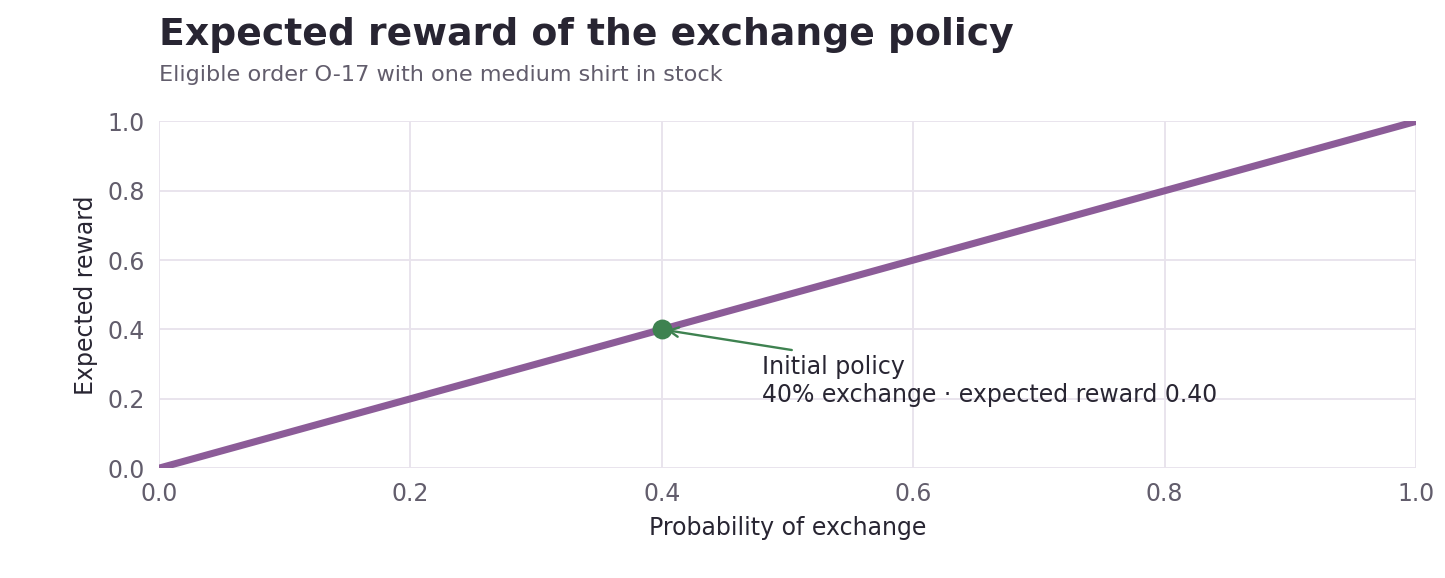 Expected reward of the exchange policy
Eligible order O-17 with one medium shirt in stock
Expected reward
1.0
0.8
0.6
0.4
0.2
0.0
Initial policy
40% exchange · expected reward 0.40
0.0 0.2 0.4 0.6 0.8 1.0
Probability of exchange